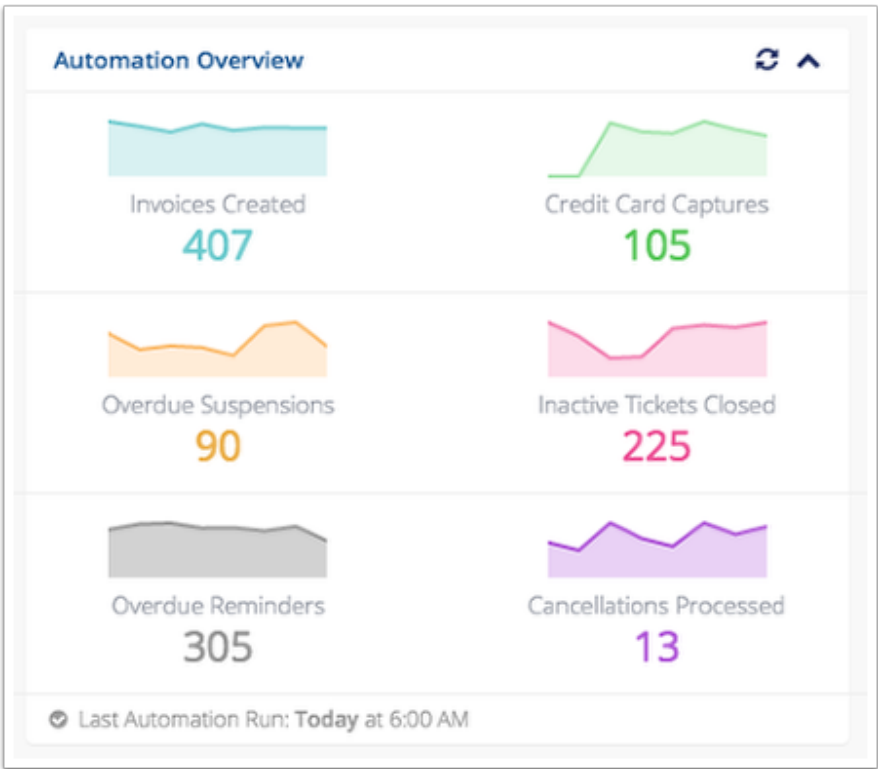 Automation Overview
Invoices Created
407
Credit Card Captures
105
Overdue Suspensions
90
Inactive Tickets Closed
225
Overdue Reminders
305
Cancellations Processed
13
Last Automation Run: Today at 6:00 AM